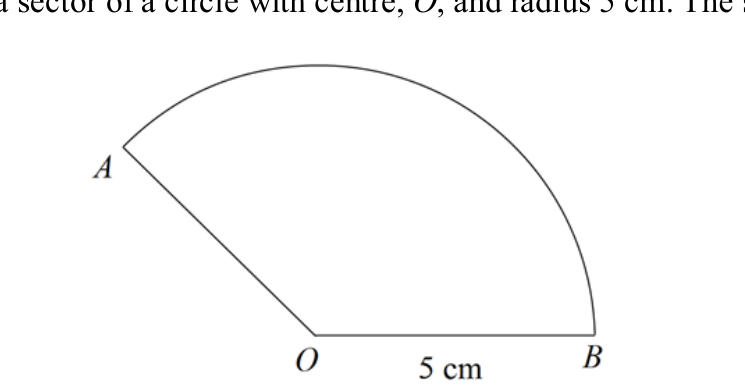 a sector of a circle with centre, O, and radius 5 cm. The
A
O
5 cm
B